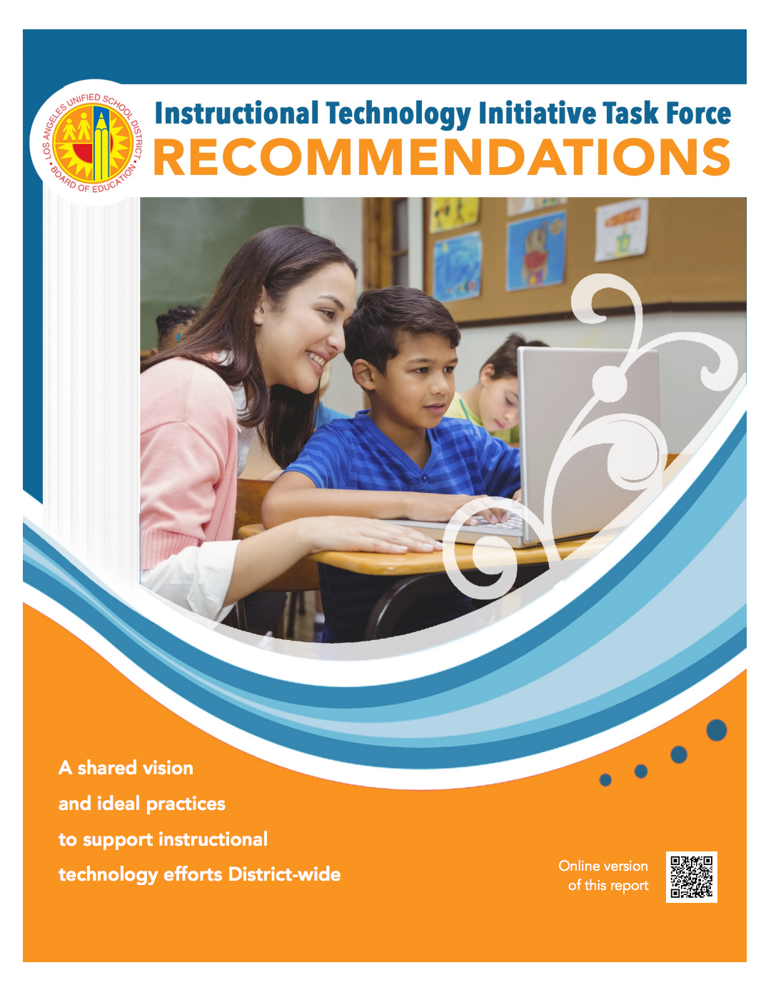 LOS ANGELES UNIFIED SCHOOL DISTRICT
• BOARD OF EDUCATION •
Instructional Technology Initiative Task Force
RECOMMENDATIONS
A shared vision
and ideal practices
to support instructional
technology efforts District-wide
Online version
of this report